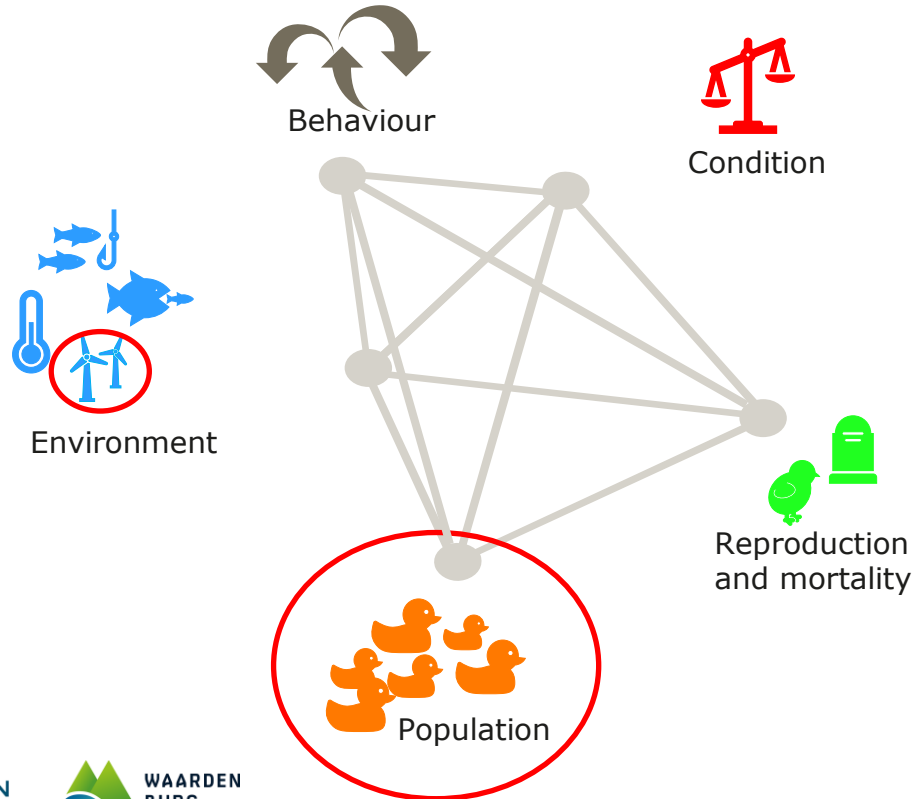 Behaviour
Condition
Environment
Reproduction
and mortality
Population
WAARDEN